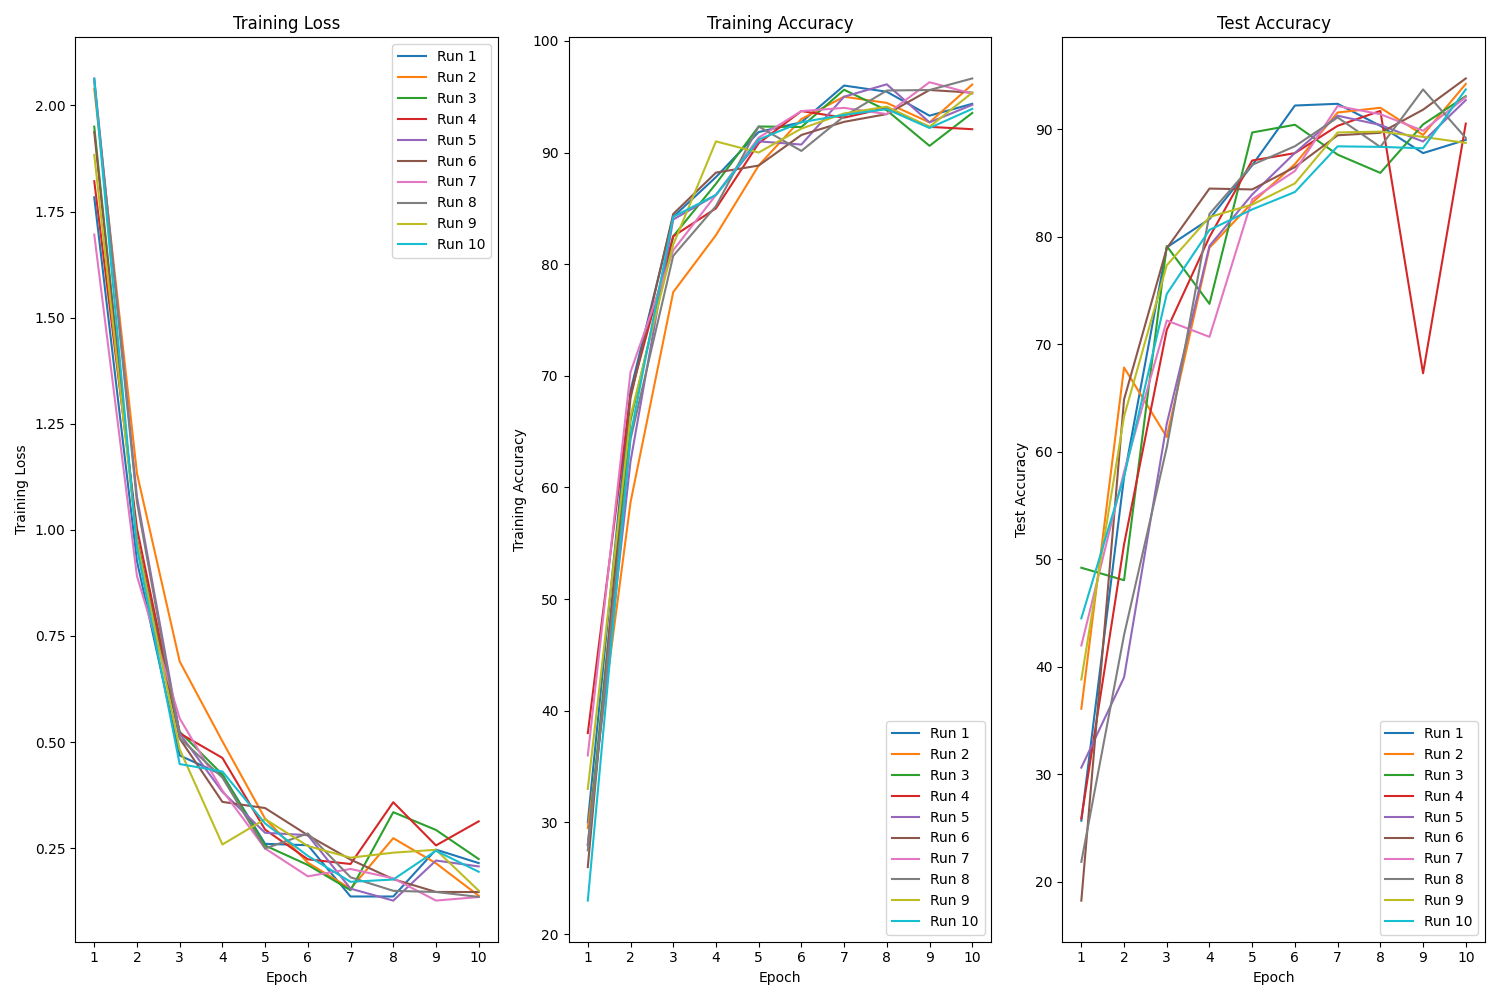 Training Loss
Training Loss
2.00
1.75
1.50
1.25
1.00
0.75
0.50
0.25
1 2 3 4 5 6 7 8 9 10
Epoch
Run 1
Run 2
Run 3
Run 4
Run 5
Run 6
Run 7
Run 8
Run 9
Run 10
Training Accuracy
Training Accuracy
100
90
80
70
60
50
40
30
20
1 2 3 4 5 6 7 8 9 10
Epoch
Run 1
Run 2
Run 3
Run 4
Run 5
Run 6
Run 7
Run 8
Run 9
Run 10
Test Accuracy
Test Accuracy
90
80
70
60
50
40
30
20
1 2 3 4 5 6 7 8 9 10
Epoch
Run 1
Run 2
Run 3
Run 4
Run 5
Run 6
Run 7
Run 8
Run 9
Run 10